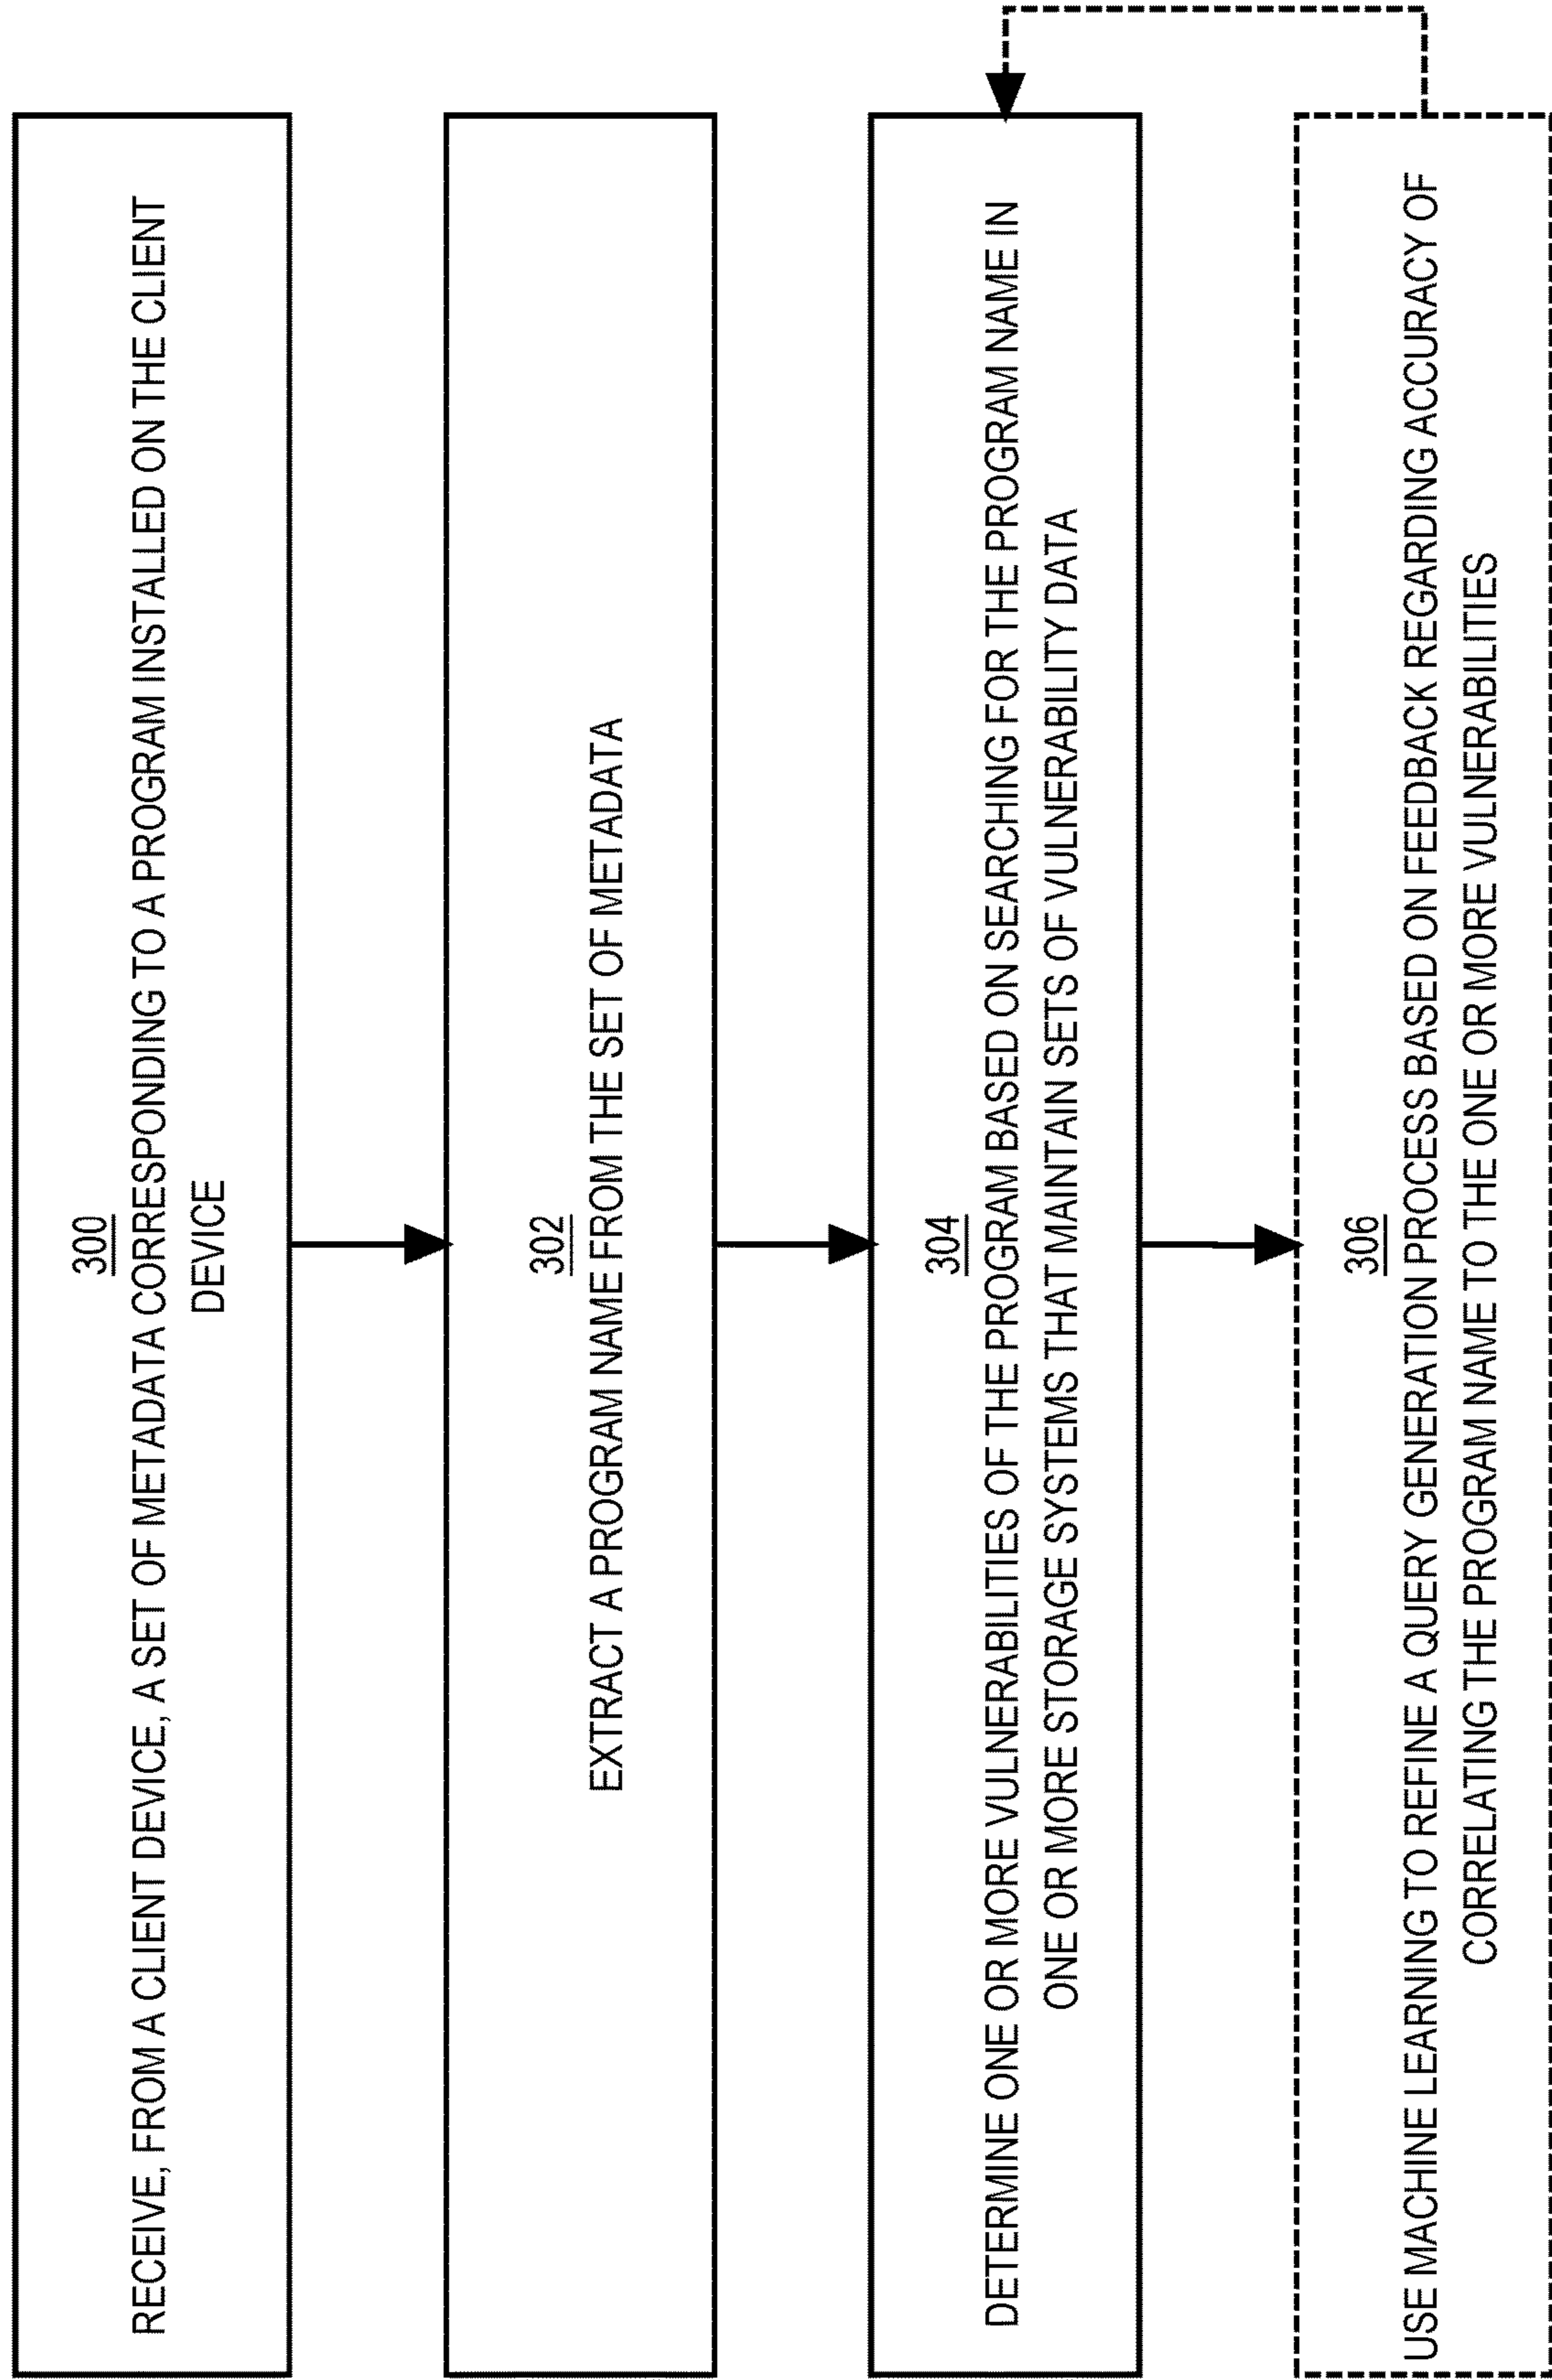 300
RECEIVE, FROM A CLIENT DEVICE, A SET OF METADATA CORRESPONDING TO A PROGRAM INSTALLED ON THE CLIENT
DEVICE
302
EXTRACT A PROGRAM NAME FROM THE SET OF METADATA
304
DETERMINE ONE OR MORE VULNERABILITIES OF THE PROGRAM BASED ON SEARCHING FOR THE PROGRAM NAME IN
ONE OR MORE STORAGE SYSTEMS THAT MAINTAIN SETS OF VULNERABILITY DATA
306
USE MACHINE LEARNING TO REFINE A QUERY GENERATION PROCESS BASED ON FEEDBACK REGARDING ACCURACY OF
CORRELATING THE PROGRAM NAME TO THE ONE OR MORE VULNERABILITIES